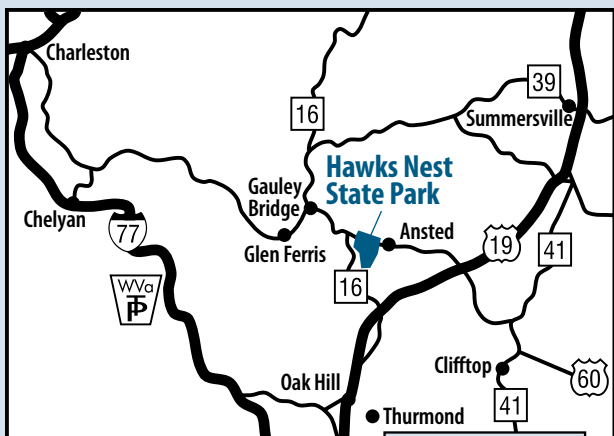 Charleston
39
16
Summersville
Hawks Nest
State Park
Gauley
Bridge
Chelyan
77
Glen Ferris
Ansted
19
41
WVa
TP
16
Clifftop
60
Oak Hill
41
Thurmond